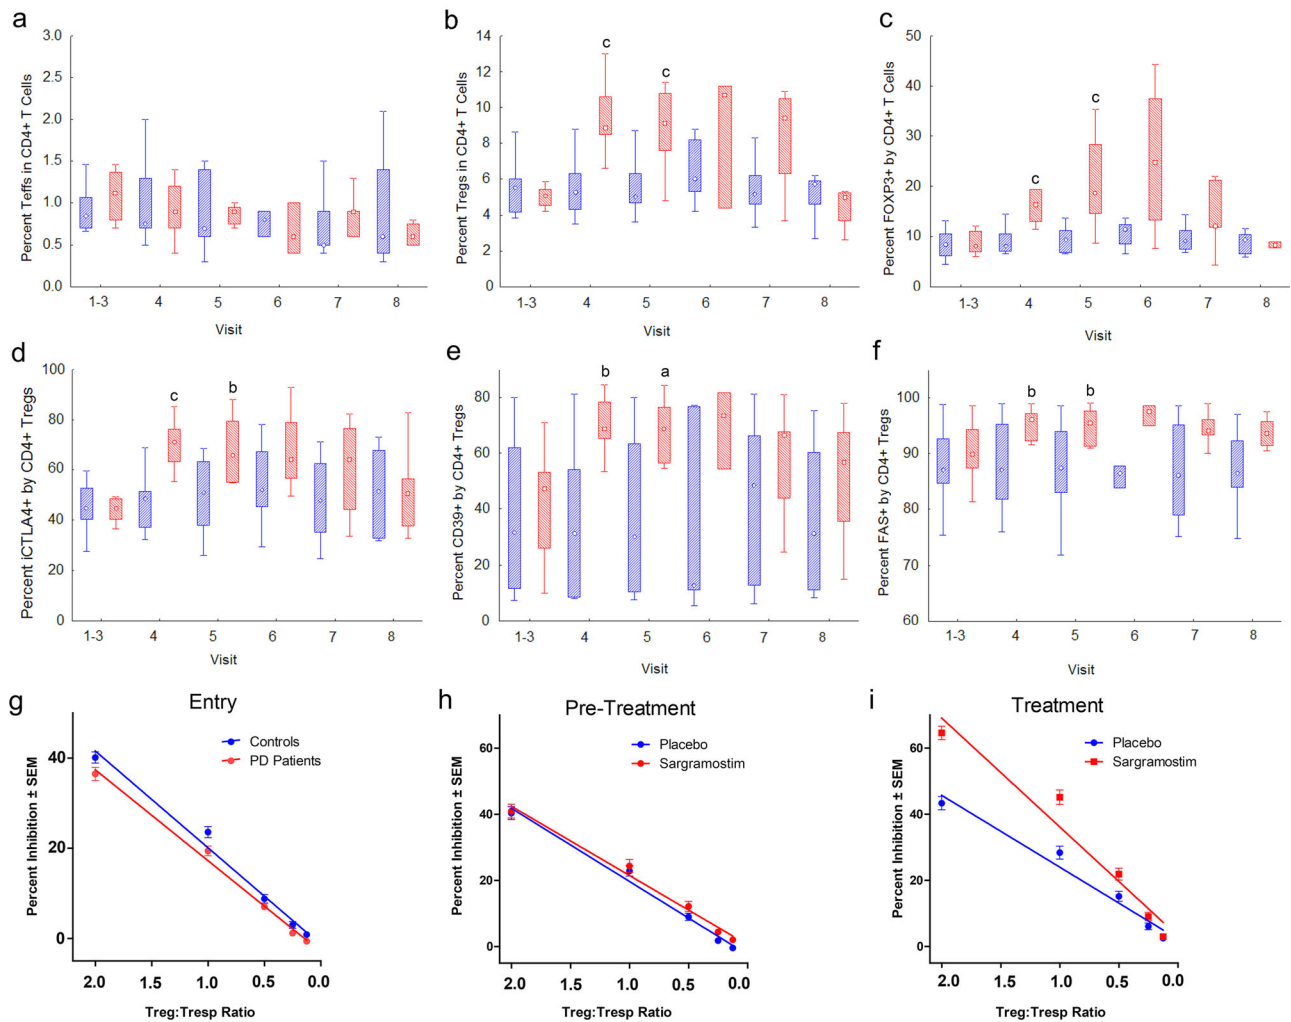 a
3.0
2.5
2.0
1.5
1.0
0.5
0.0
Percent Teffs in CD4+ T Cells
1-3 4 5 6 7 8
Visit
b
14
12
10
8
6
4
2
0
Percent Tregs in CD4+ T Cells
c c
1-3 4 5 6 7 8
Visit
c
50
40
30
20
10
0
Percent FOXP3+ by CD4+ T Cells
c c
1-3 4 5 6 7 8
Visit
d
100
80
60
40
20
0
Percent iCTLA4+ by CD4+ Tregs
c b
1-3 4 5 6 7 8
Visit
e
80
60
40
20
0
Percent CD39+ by CD4+ Tregs
b a
1-3 4 5 6 7 8
Visit
f
100
90
80
70
60
Percent FAS+ by CD4+ Tregs
b b
1-3 4 5 6 7 8
Visit
g
Entry
Controls
PD Patients
40
20
0
Percent Inhibition ± SEM
2.0 1.5 1.0 0.5 0.0
Treg:Tresp Ratio
h
Pre-Treatment
Placebo
Sargramostim
60
40
20
0
Percent Inhibition ± SEM
2.0 1.5 1.0 0.5 0.0
Treg:Tresp Ratio
i
Treatment
Placebo
Sargramostim
60
40
20
0
Percent Inhibition ± SEM
2.0 1.5 1.0 0.5 0.0
Treg:Tresp Ratio